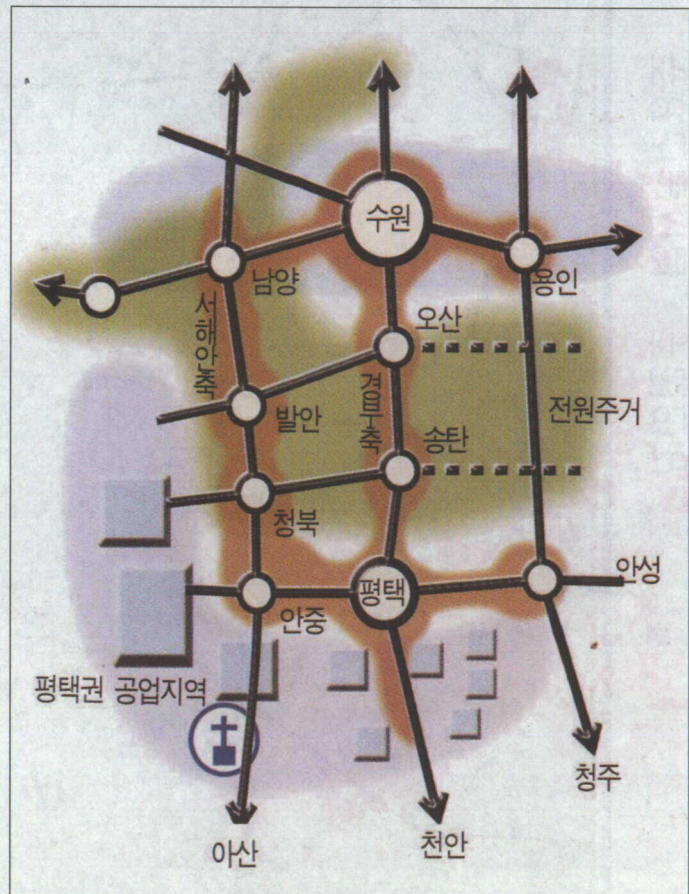 수원
남양
용인
서해안축
오산
경부축
발안
전원주거
송탄
청북
안성
평택
안중
평택권 공업지역
청주
아산
천안